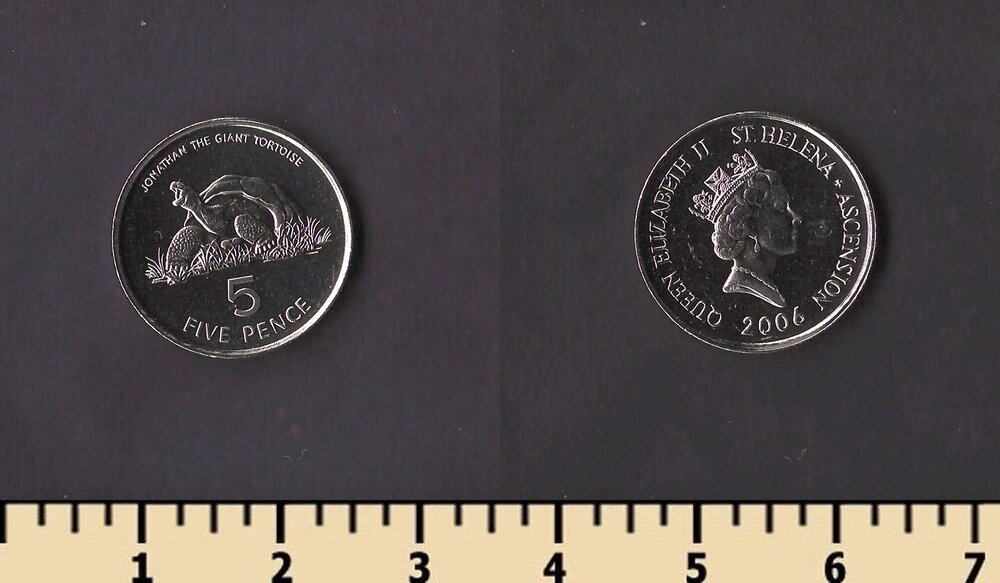 JONATHAN THE GIANT TORTOISE
5
FIVE PENCE
QUEEN ELIZABETH II ST. HELENA • ASCENSION
2006
1 2 3 4 5 6 7